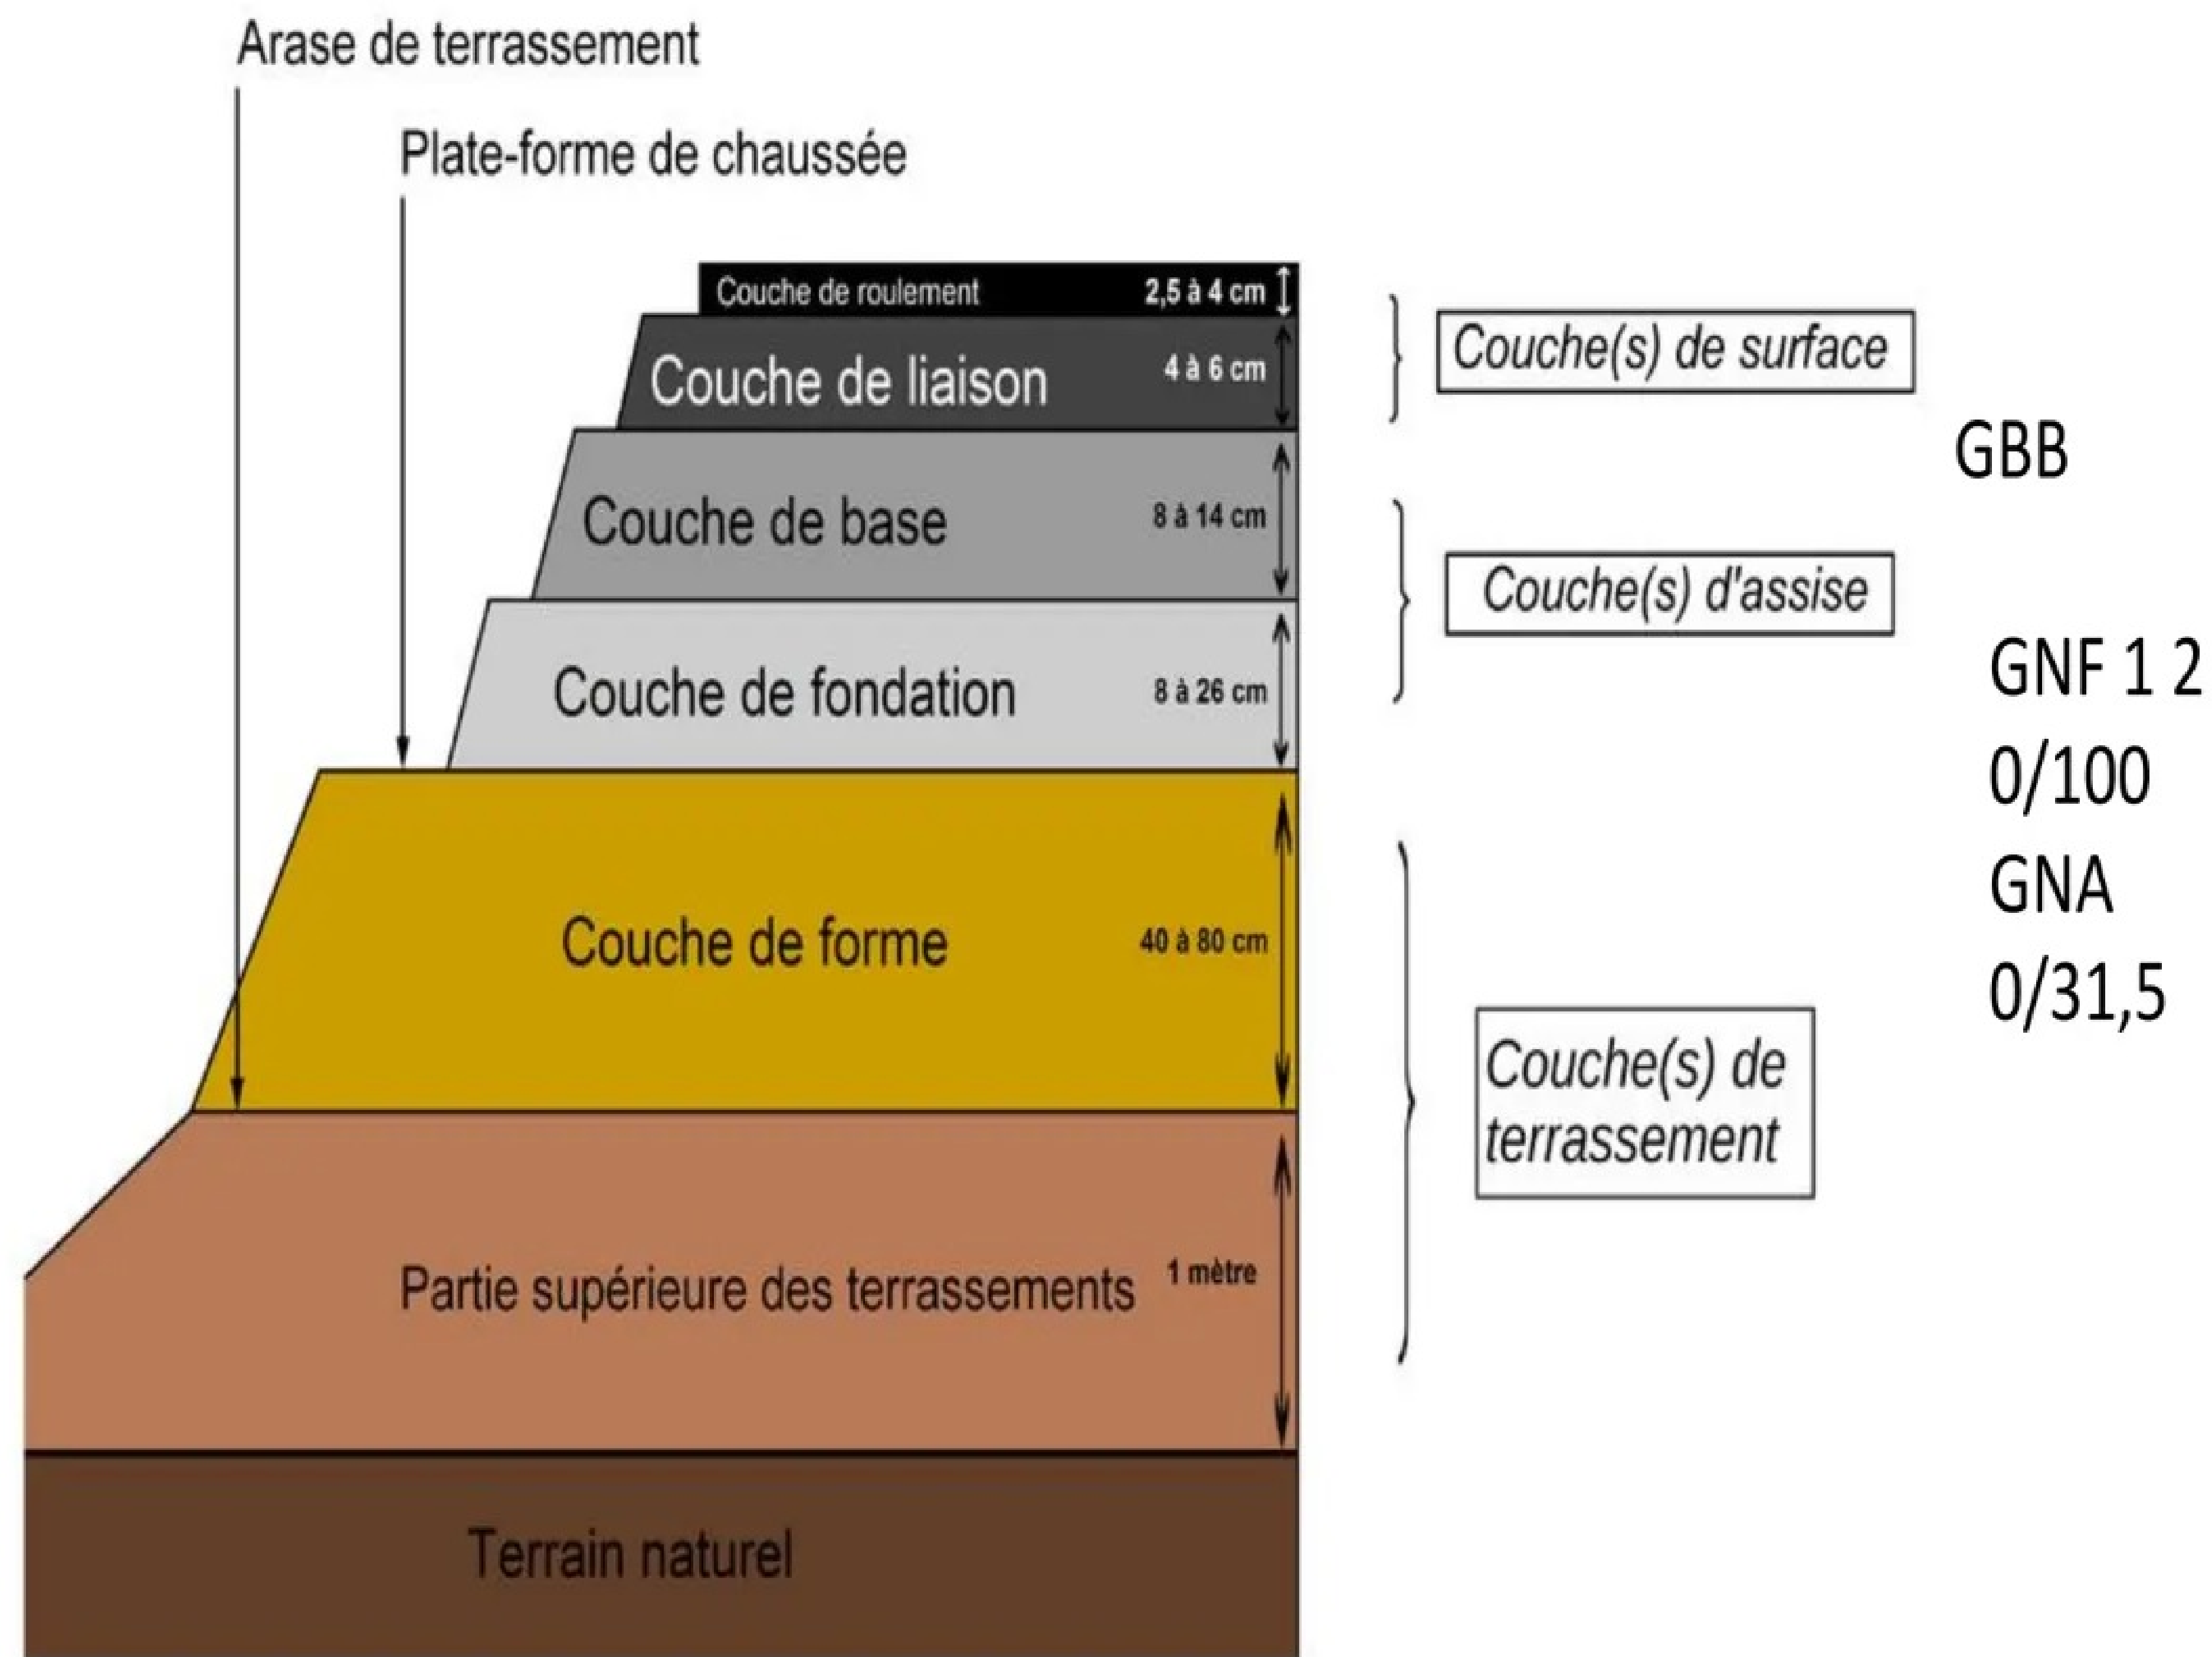 Arase de terrassement
Plate-forme de chaussée
Couche de roulement 2,5 à 4 cm
Couche de liaison 4 à 6 cm
Couche(s) de surface
GBB
Couche de base 8 à 14 cm
Couche(s) d'assise
Couche de fondation 8 à 26 cm
GNF 1 2
0/100
GNA
0/31,5
Couche de forme 40 à 80 cm
Couche(s) de
terrassement
Partie supérieure des terrassements 1 mètre
Terrain naturel